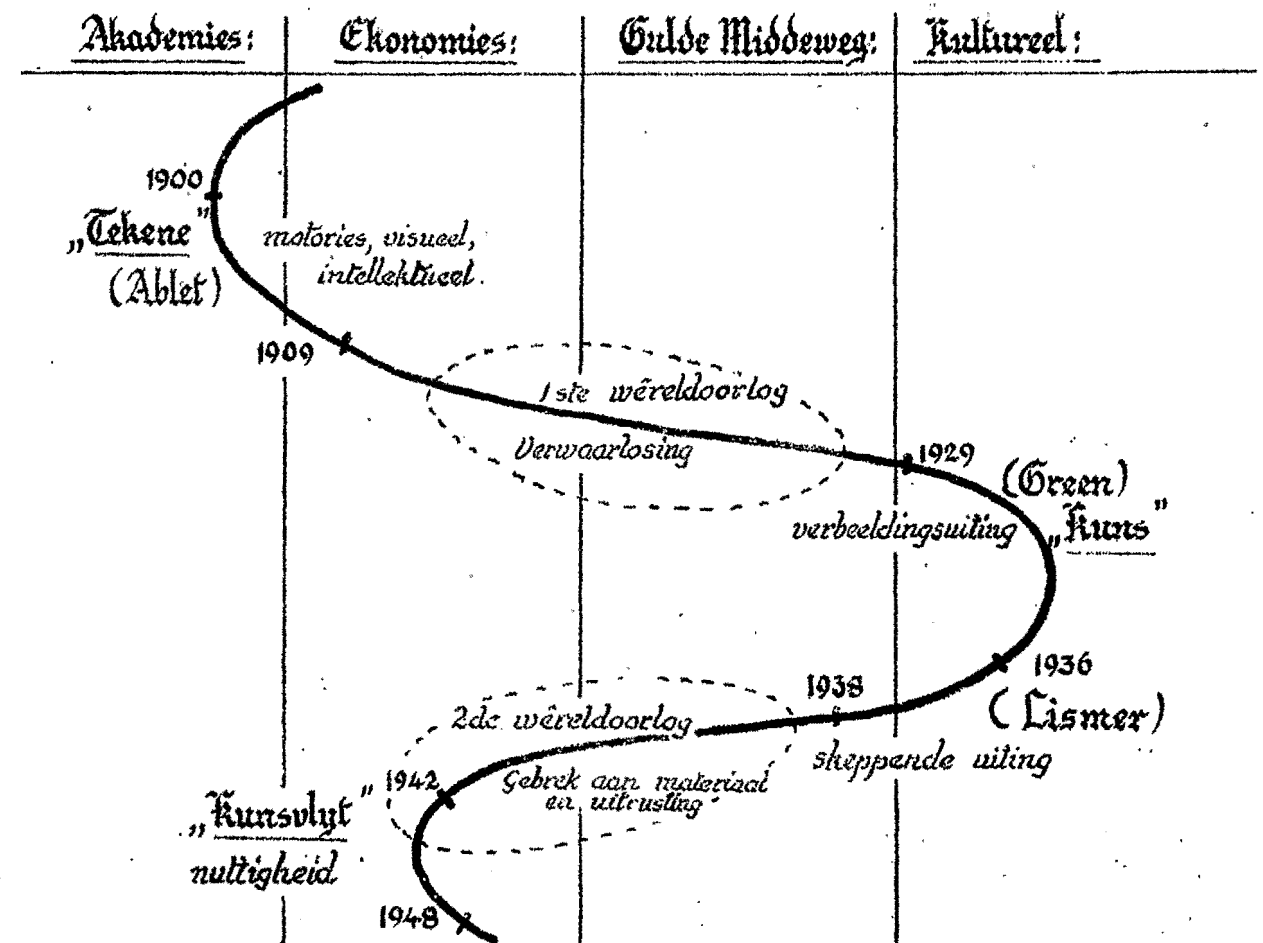 Akademies:
Ekonomies:
Gulde Middeweg:
Kultureel:
1900
„Tekene”
(Ablet)
motories, visueel,
intellektueel.
1909
1ste wêreldoorlog
Verwaarlosing
1929
(Green)
„Kuns”
verbeeldingsuiting
1936
(Lismer)
1938
skeppende uiting
2de wêreldoorlog
Gebrek aan materiaal
en uitrusting
1942
„Kunsvlyt”
nuttigheid
1948